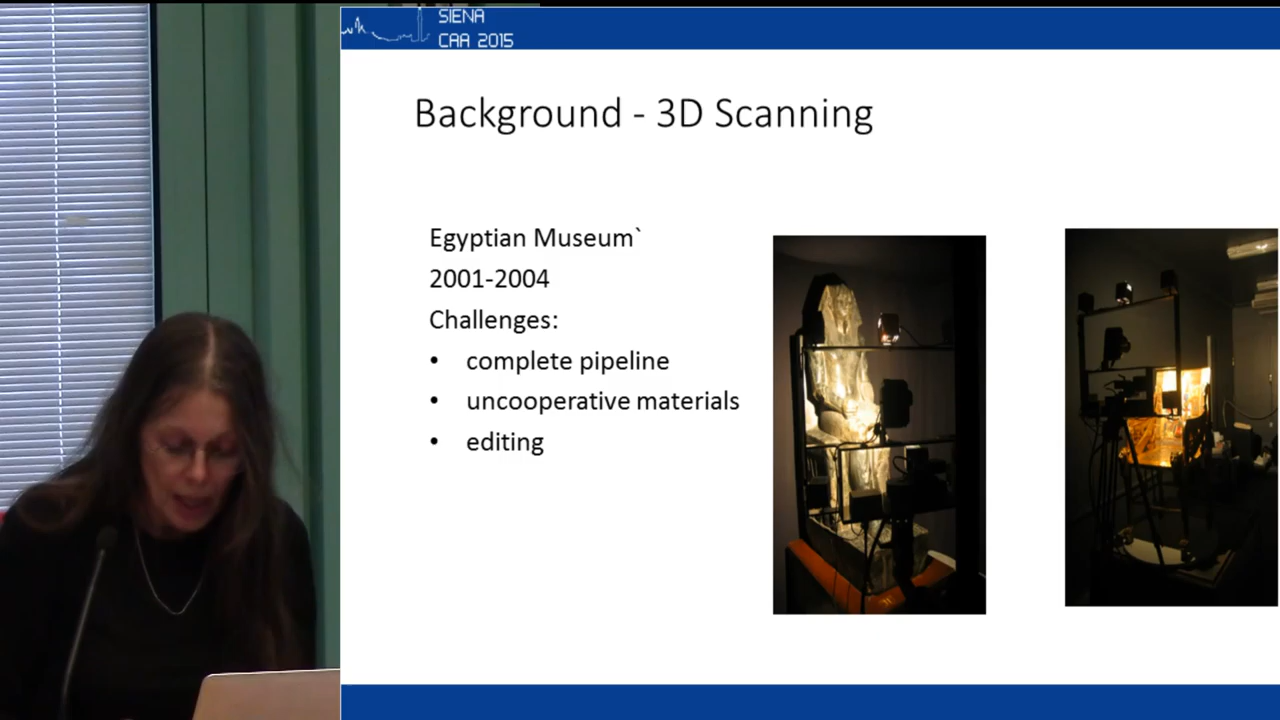 SIENA
CAA 2015
Background - 3D Scanning
Egyptian Museum`
2001-2004
Challenges:
• complete pipeline
• uncooperative materials
• editing